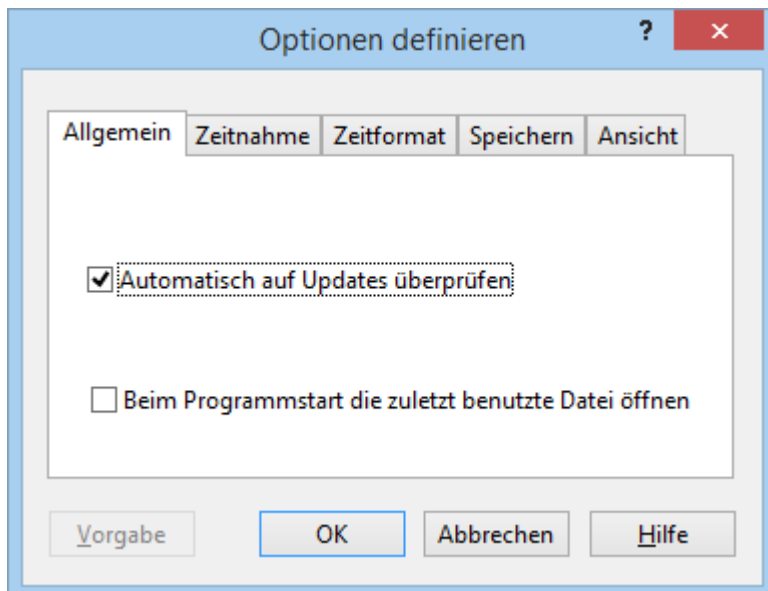 Optionen definieren ?
Allgemein Zeitnahme Zeitformat Speichern Ansicht
Automatisch auf Updates überprüfen
Beim Programmstart die zuletzt benutzte Datei öffnen
Vorgabe OK Abbrechen Hilfe